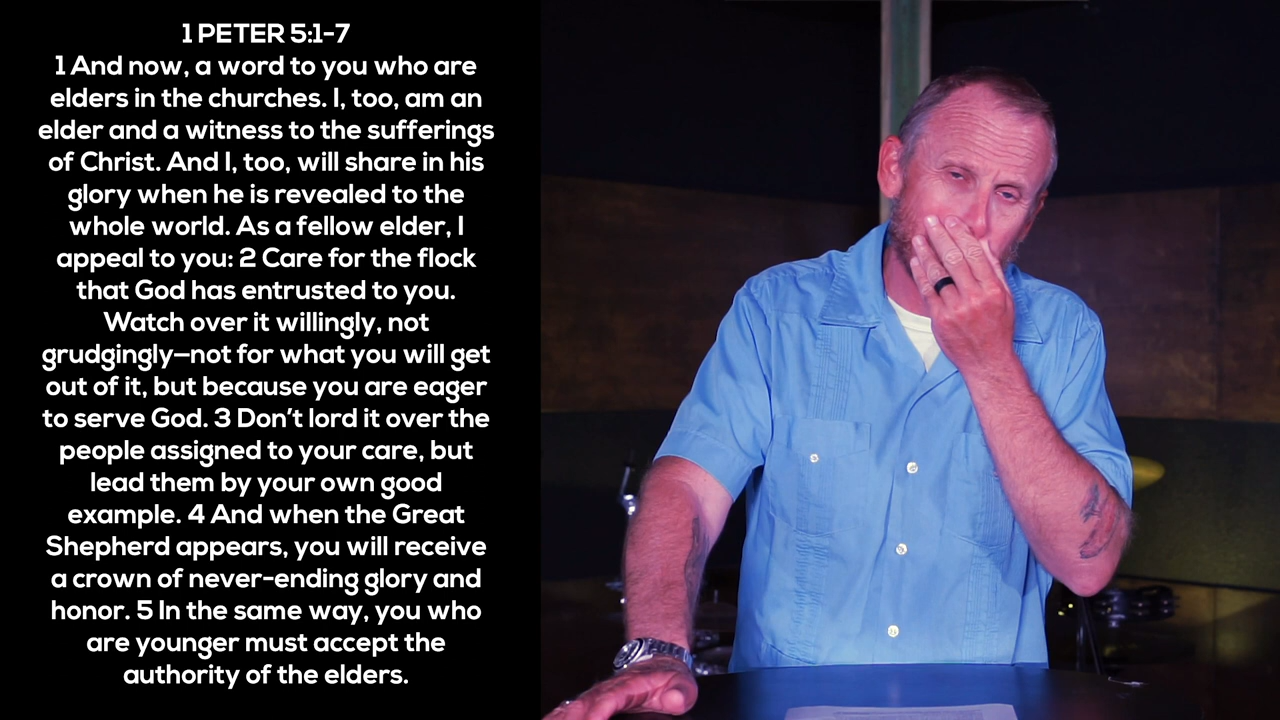 1 PETER 5:1-7
1 And now, a word to you who are
elders in the churches. I, too, am an
elder and a witness to the sufferings
of Christ. And I, too, will share in his
glory when he is revealed to the
whole world. As a fellow elder, I
appeal to you: 2 Care for the flock
that God has entrusted to you.
Watch over it willingly, not
grudgingly—not for what you will get
out of it, but because you are eager
to serve God. 3 Don't lord it over the
people assigned to your care, but
lead them by your own good
example. 4 And when the Great
Shepherd appears, you will receive
a crown of never-ending glory and
honor. 5 In the same way, you who
are younger must accept the
authority of the elders.